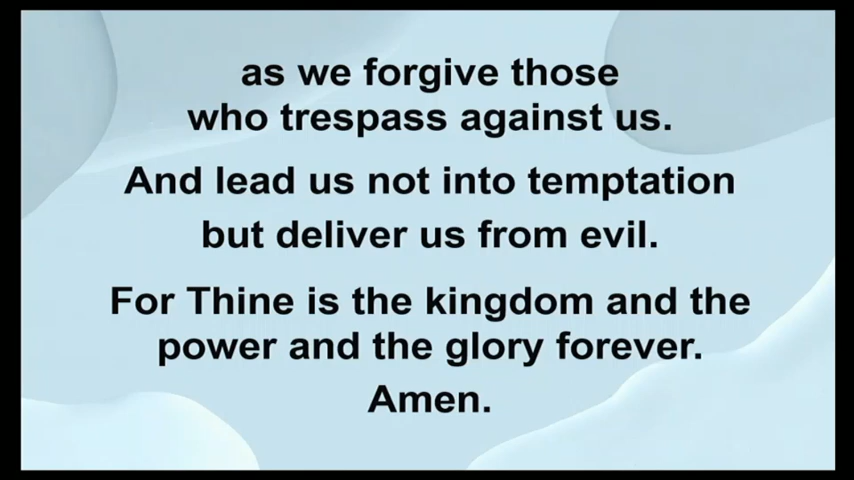 as we forgive those
who trespass against us.
And lead us not into temptation
but deliver us from evil.
For Thine is the kingdom and the
power and the glory forever.
Amen.